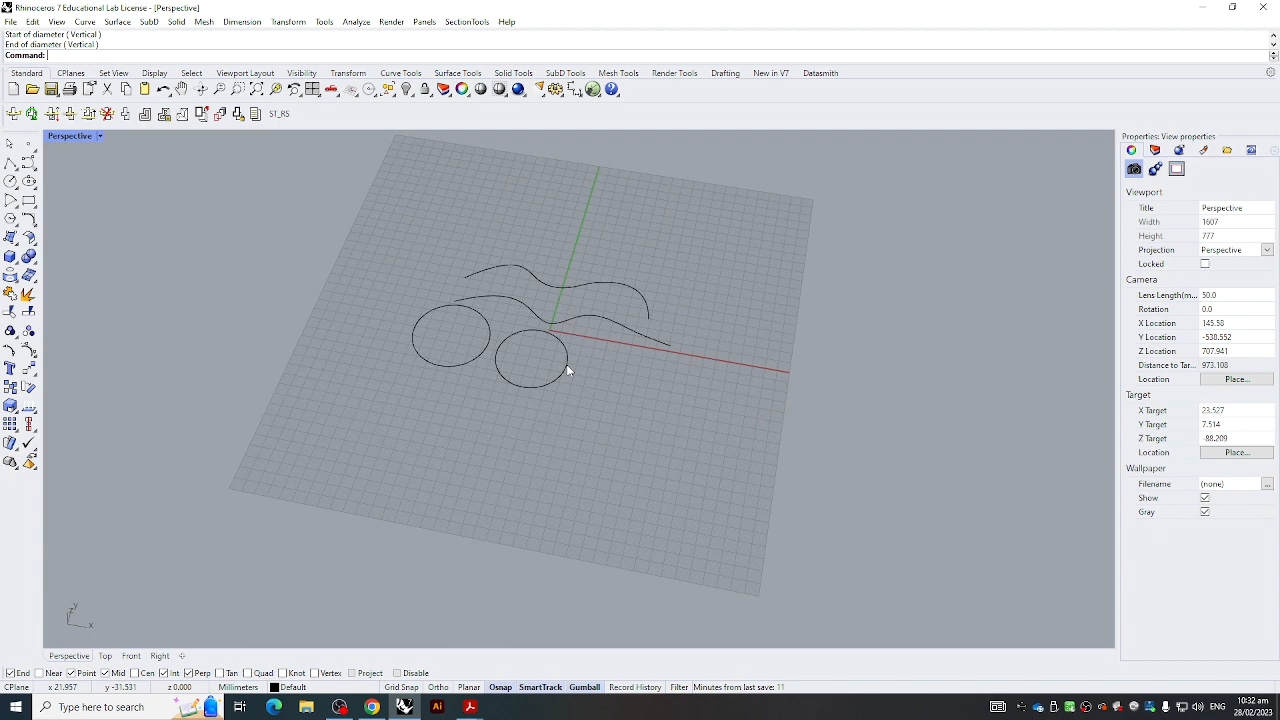 Rhinoceros 7 Educational Lab License - [Perspective]
File Edit View Curve Surface SubD Solid Mesh Dimension Transform Tools Analyze Render Panels SectionTools Help
Start of diameter ( Vertical )
End of diameter ( Vertical )
Command:
Standard CPlanes Set View Display Select Viewport Layout Visibility Transform Curve Tools Surface Tools Solid Tools SubD Tools Mesh Tools Render Tools Drafting New in V7 Datasmith
ST_RS
Perspective
Properties: View properties
Viewport
Title Perspective
Width 1607
Height 777
Projection Perspective
Locked
Camera
Lens Length(m... 50.0
Rotation 0.0
X Location 145.58
Y Location -538.552
Z Location 707.941
Distance to Tar... 973.108
Location Place...
Target
X Target 23.527
Y Target 7.514
Z Target -88.209
Location Place...
Wallpaper
Filename (none) ...
Show
Gray
z y x
Perspective Top Front Right
End Near Point Mid Cen Int Perp Tan Quad Knot Vertex Project Disable
CPlane x 21.957 y -31.531 z 0.000 Millimeters Default Grid Snap Ortho Planar Osnap SmartTrack Gumball Record History Filter Minutes from last save: 11
Type here to search Ai ENG 10:32 am
28/02/2023